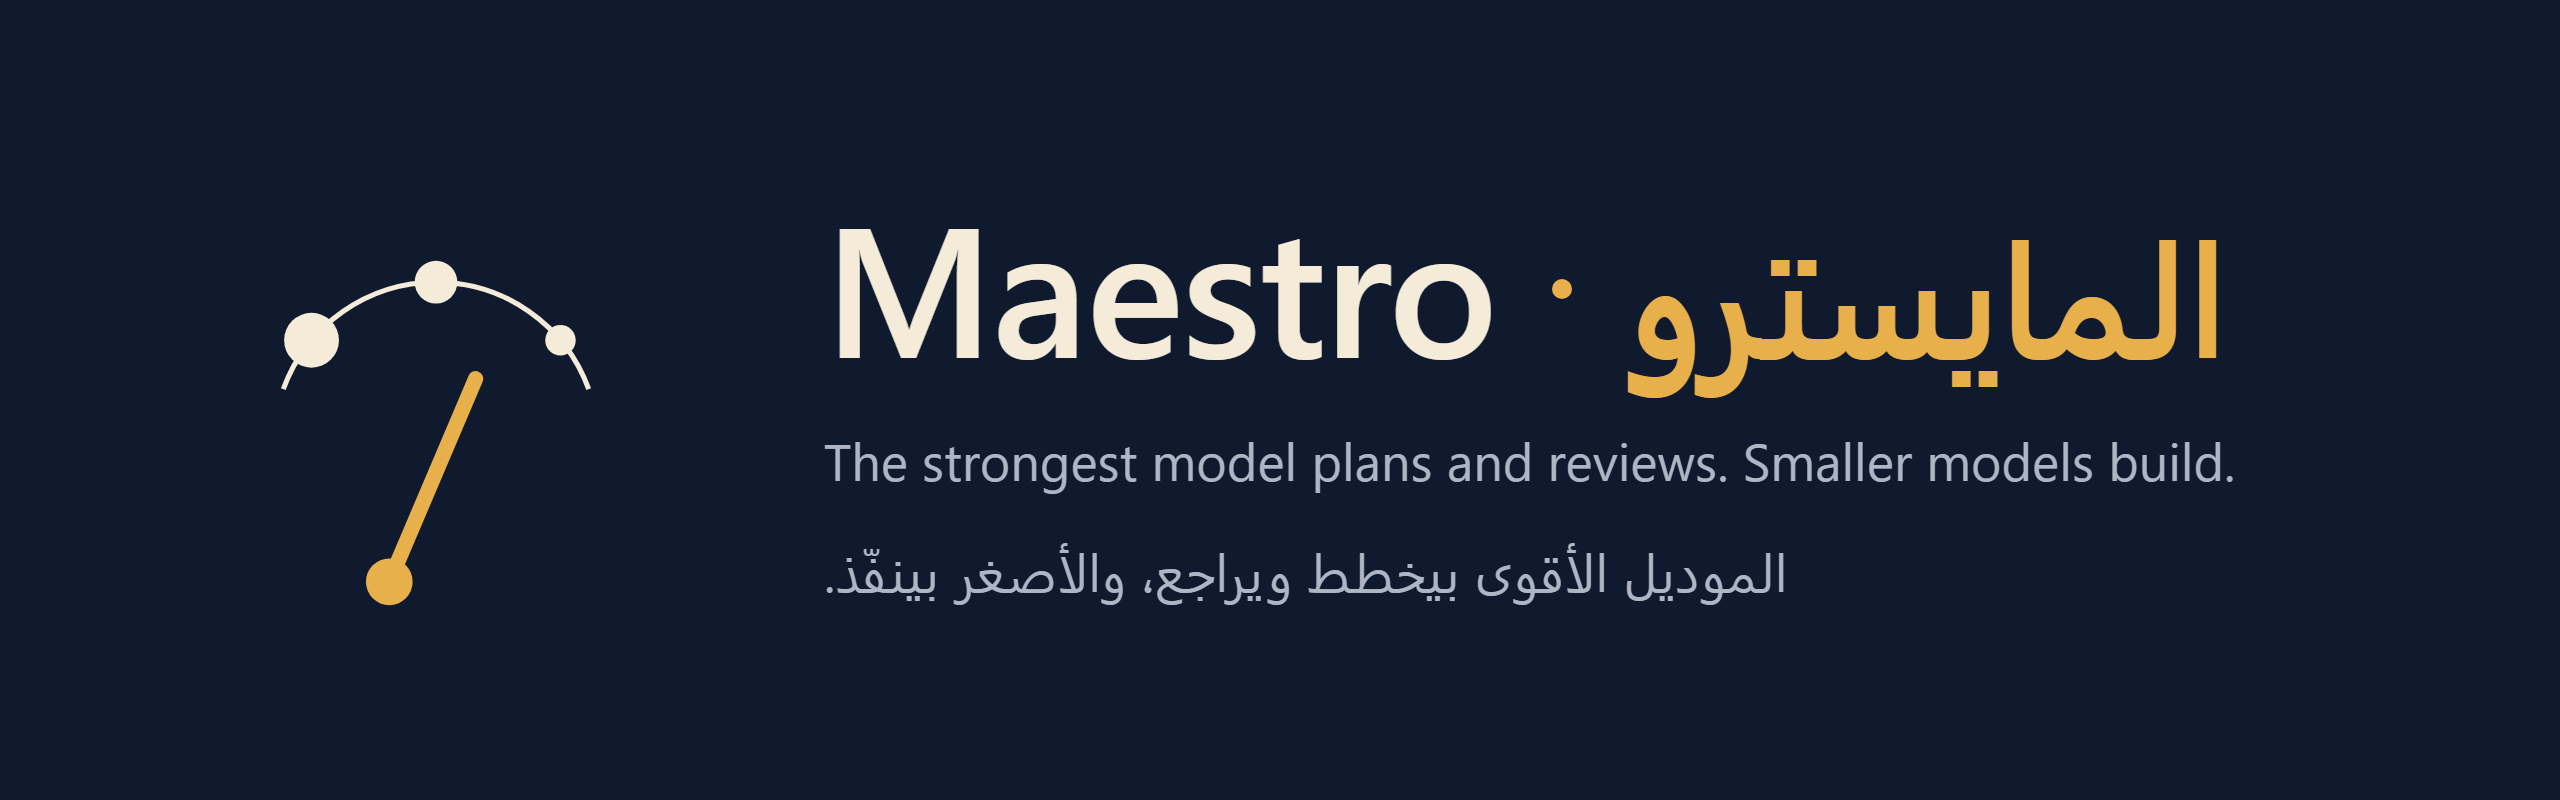 Maestro · المايسترو
The strongest model plans and reviews. Smaller models build.
الموديل الأقوى بيخطط ويراجع، والأصغر بينفّذ.